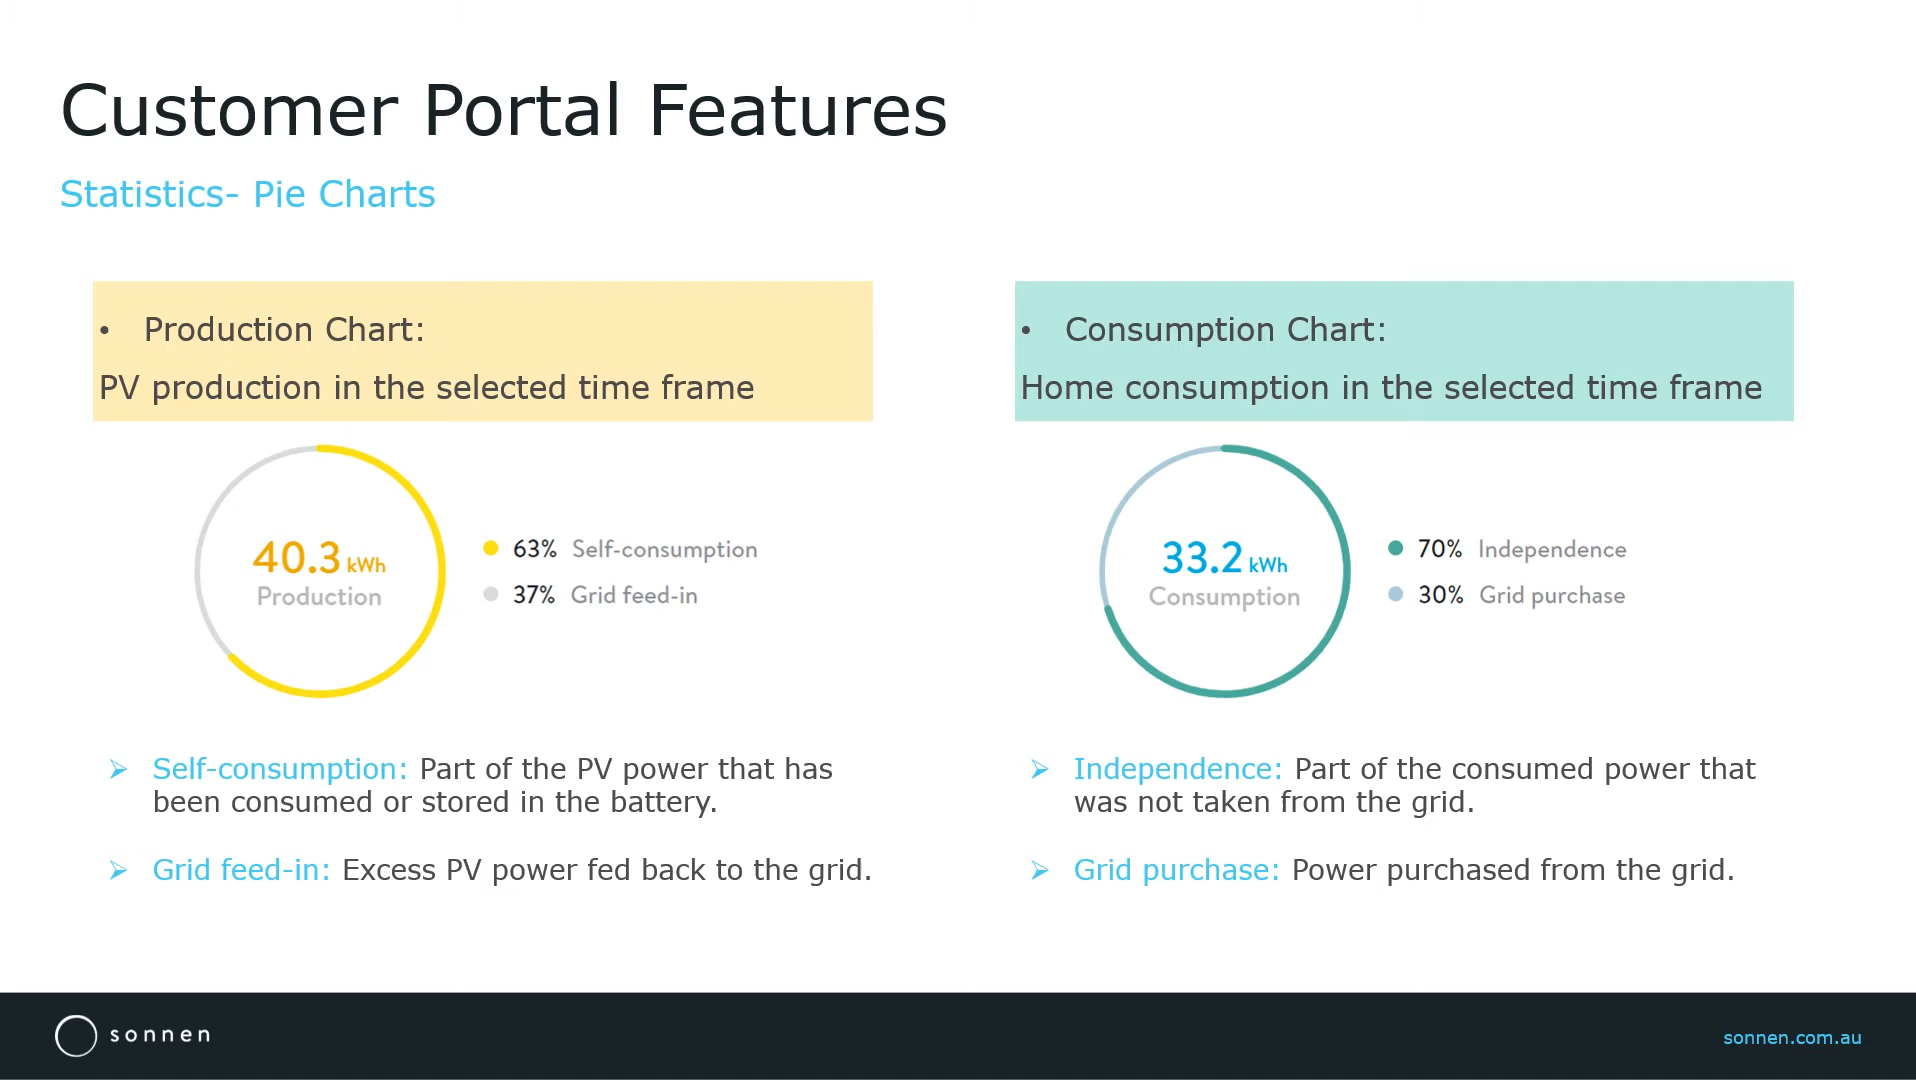 Customer Portal Features
Statistics- Pie Charts
• Production Chart:
PV production in the selected time frame
40.3 kWh
Production
63% Self-consumption
37% Grid feed-in
➢ Self-consumption: Part of the PV power that has
been consumed or stored in the battery.
➢ Grid feed-in: Excess PV power fed back to the grid.
• Consumption Chart:
Home consumption in the selected time frame
33.2 kWh
Consumption
70% Independence
30% Grid purchase
➢ Independence: Part of the consumed power that
was not taken from the grid.
➢ Grid purchase: Power purchased from the grid.
sonnen
sonnen.com.au